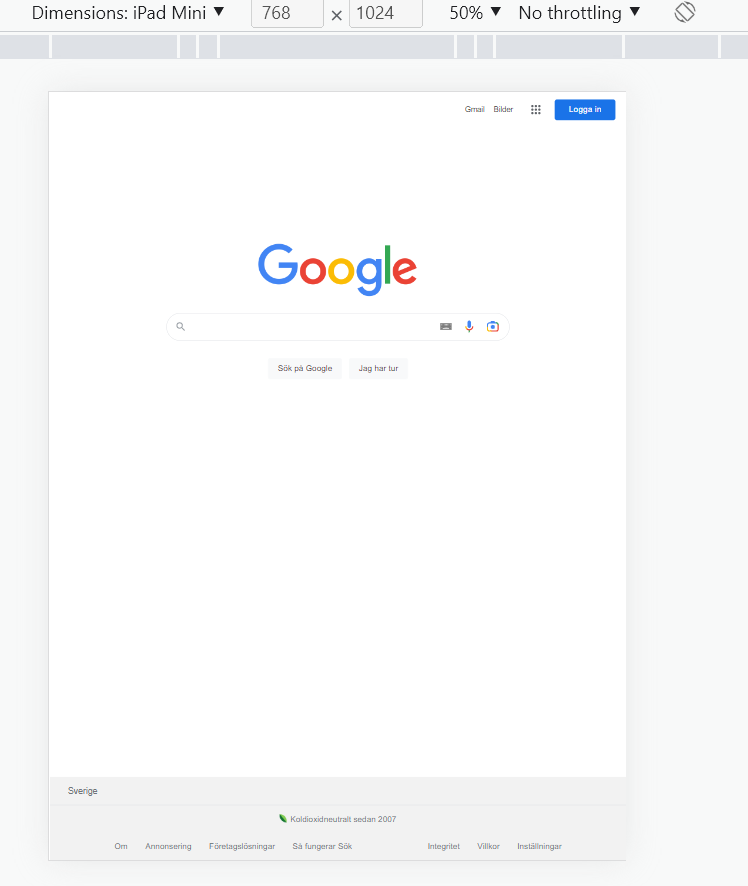 Dimensions: iPad Mini ▼ 768 × 1024 50% ▼ No throttling ▼
Gmail Bilder Logga in
Google
Sök på Google Jag har tur
Sverige
Koldioxidneutralt sedan 2007
Om Annonsering Företagslösningar Så fungerar Sök Integritet Villkor Inställningar